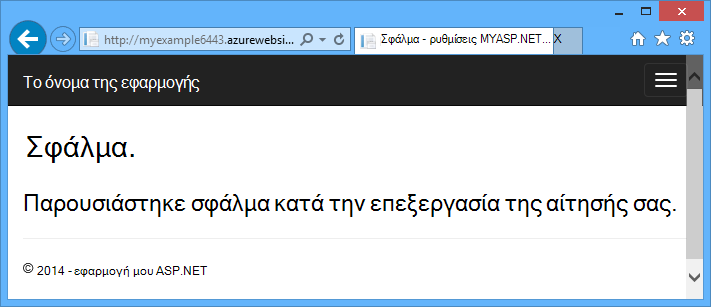 http://myexample6443.azurewebsi...
Σφάλμα - ρυθμίσεις MYASP.NET... X
Το όνομα της εφαρμογής
Σφάλμα.
Παρουσιάστηκε σφάλμα κατά την επεξεργασία της αίτησής σας.
© 2014 - εφαρμογή μου ASP.NET